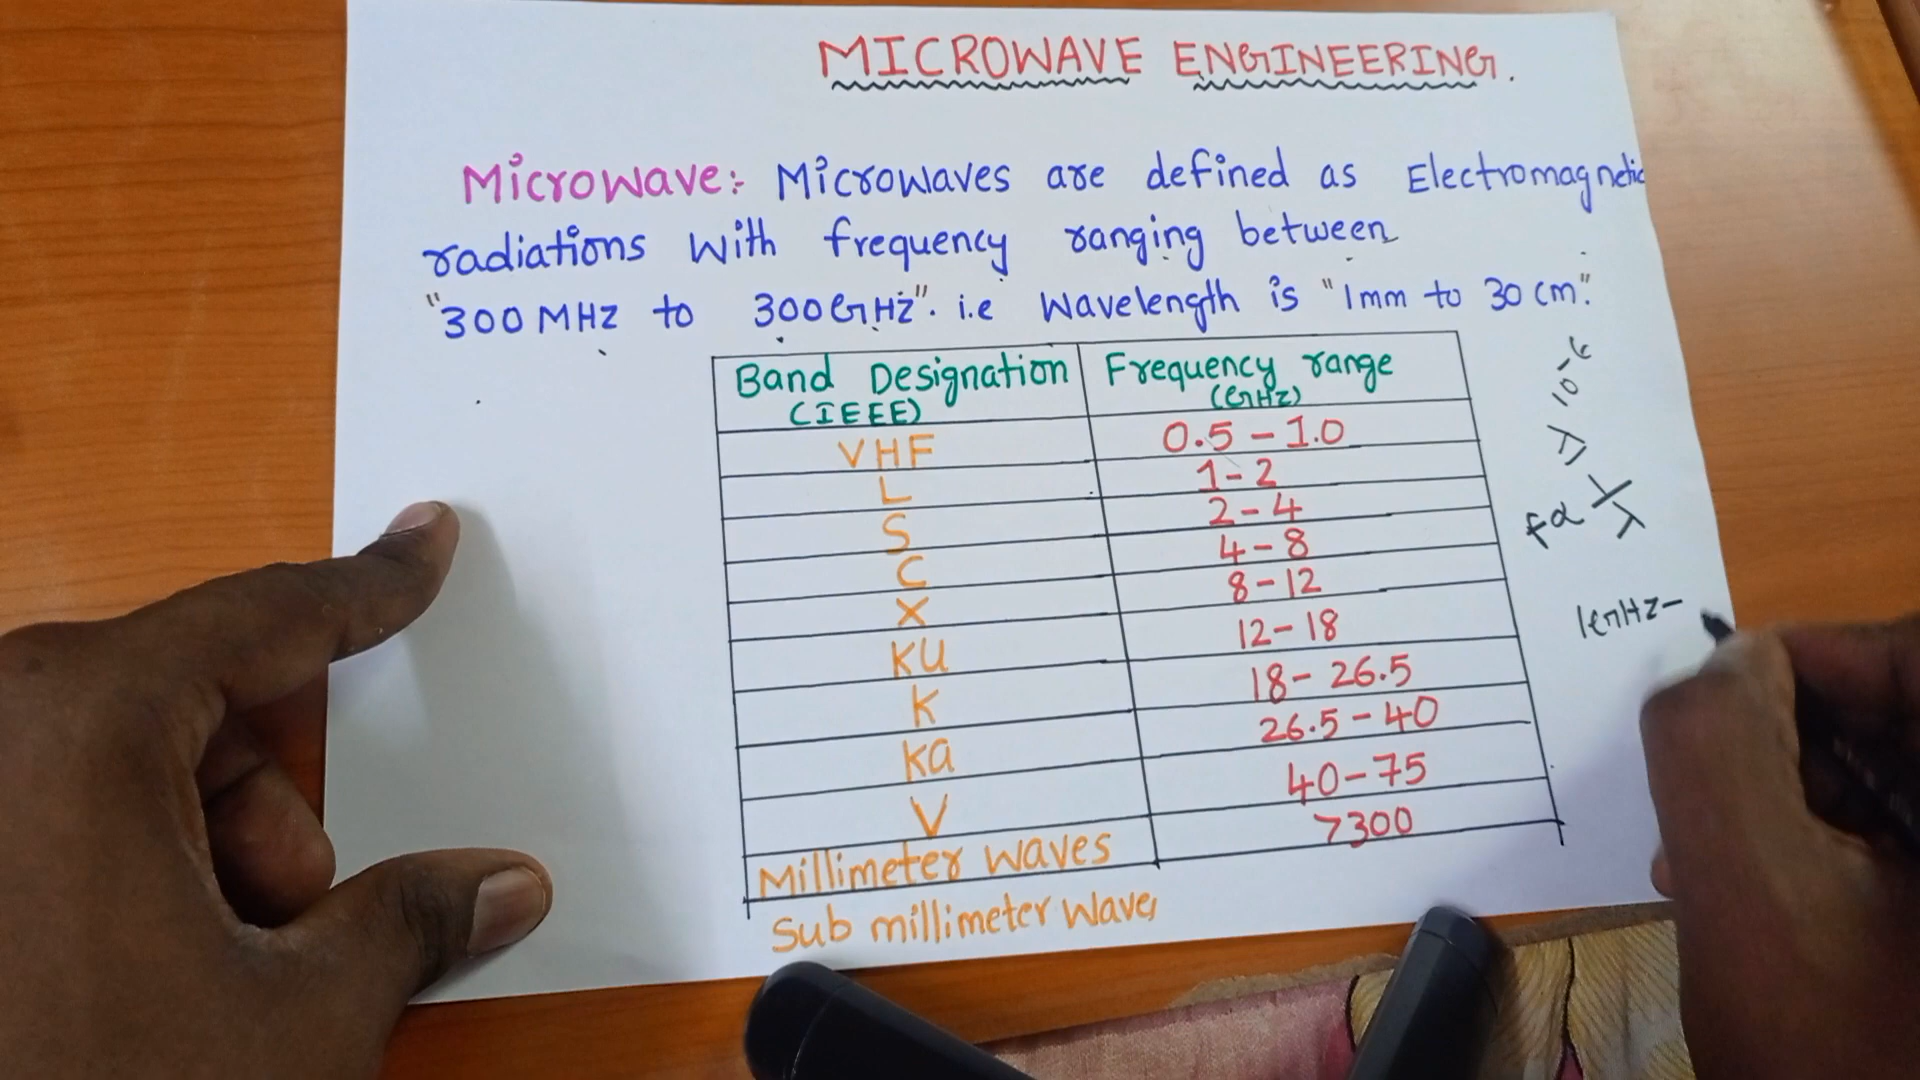 MICROWAVE ENGINEERING.
Microwave:- Microwaves are defined as Electromagnetic
radiations with frequency ranging between
"300 MHz to 300 GHz". i.e Wavelength is "1mm to 30 cm."
Band Designation Frequency range
(IEEE) (GHz)
VHF 0.5 - 1.0
L 1 - 2
S 2 - 4
C 4 - 8
X 8 - 12
KU 12 - 18
K 18 - 26.5
Ka 26.5 - 40
V 40 - 75
Millimeter waves >300
Sub millimeter Waves
f α 1/λ
1GHz -